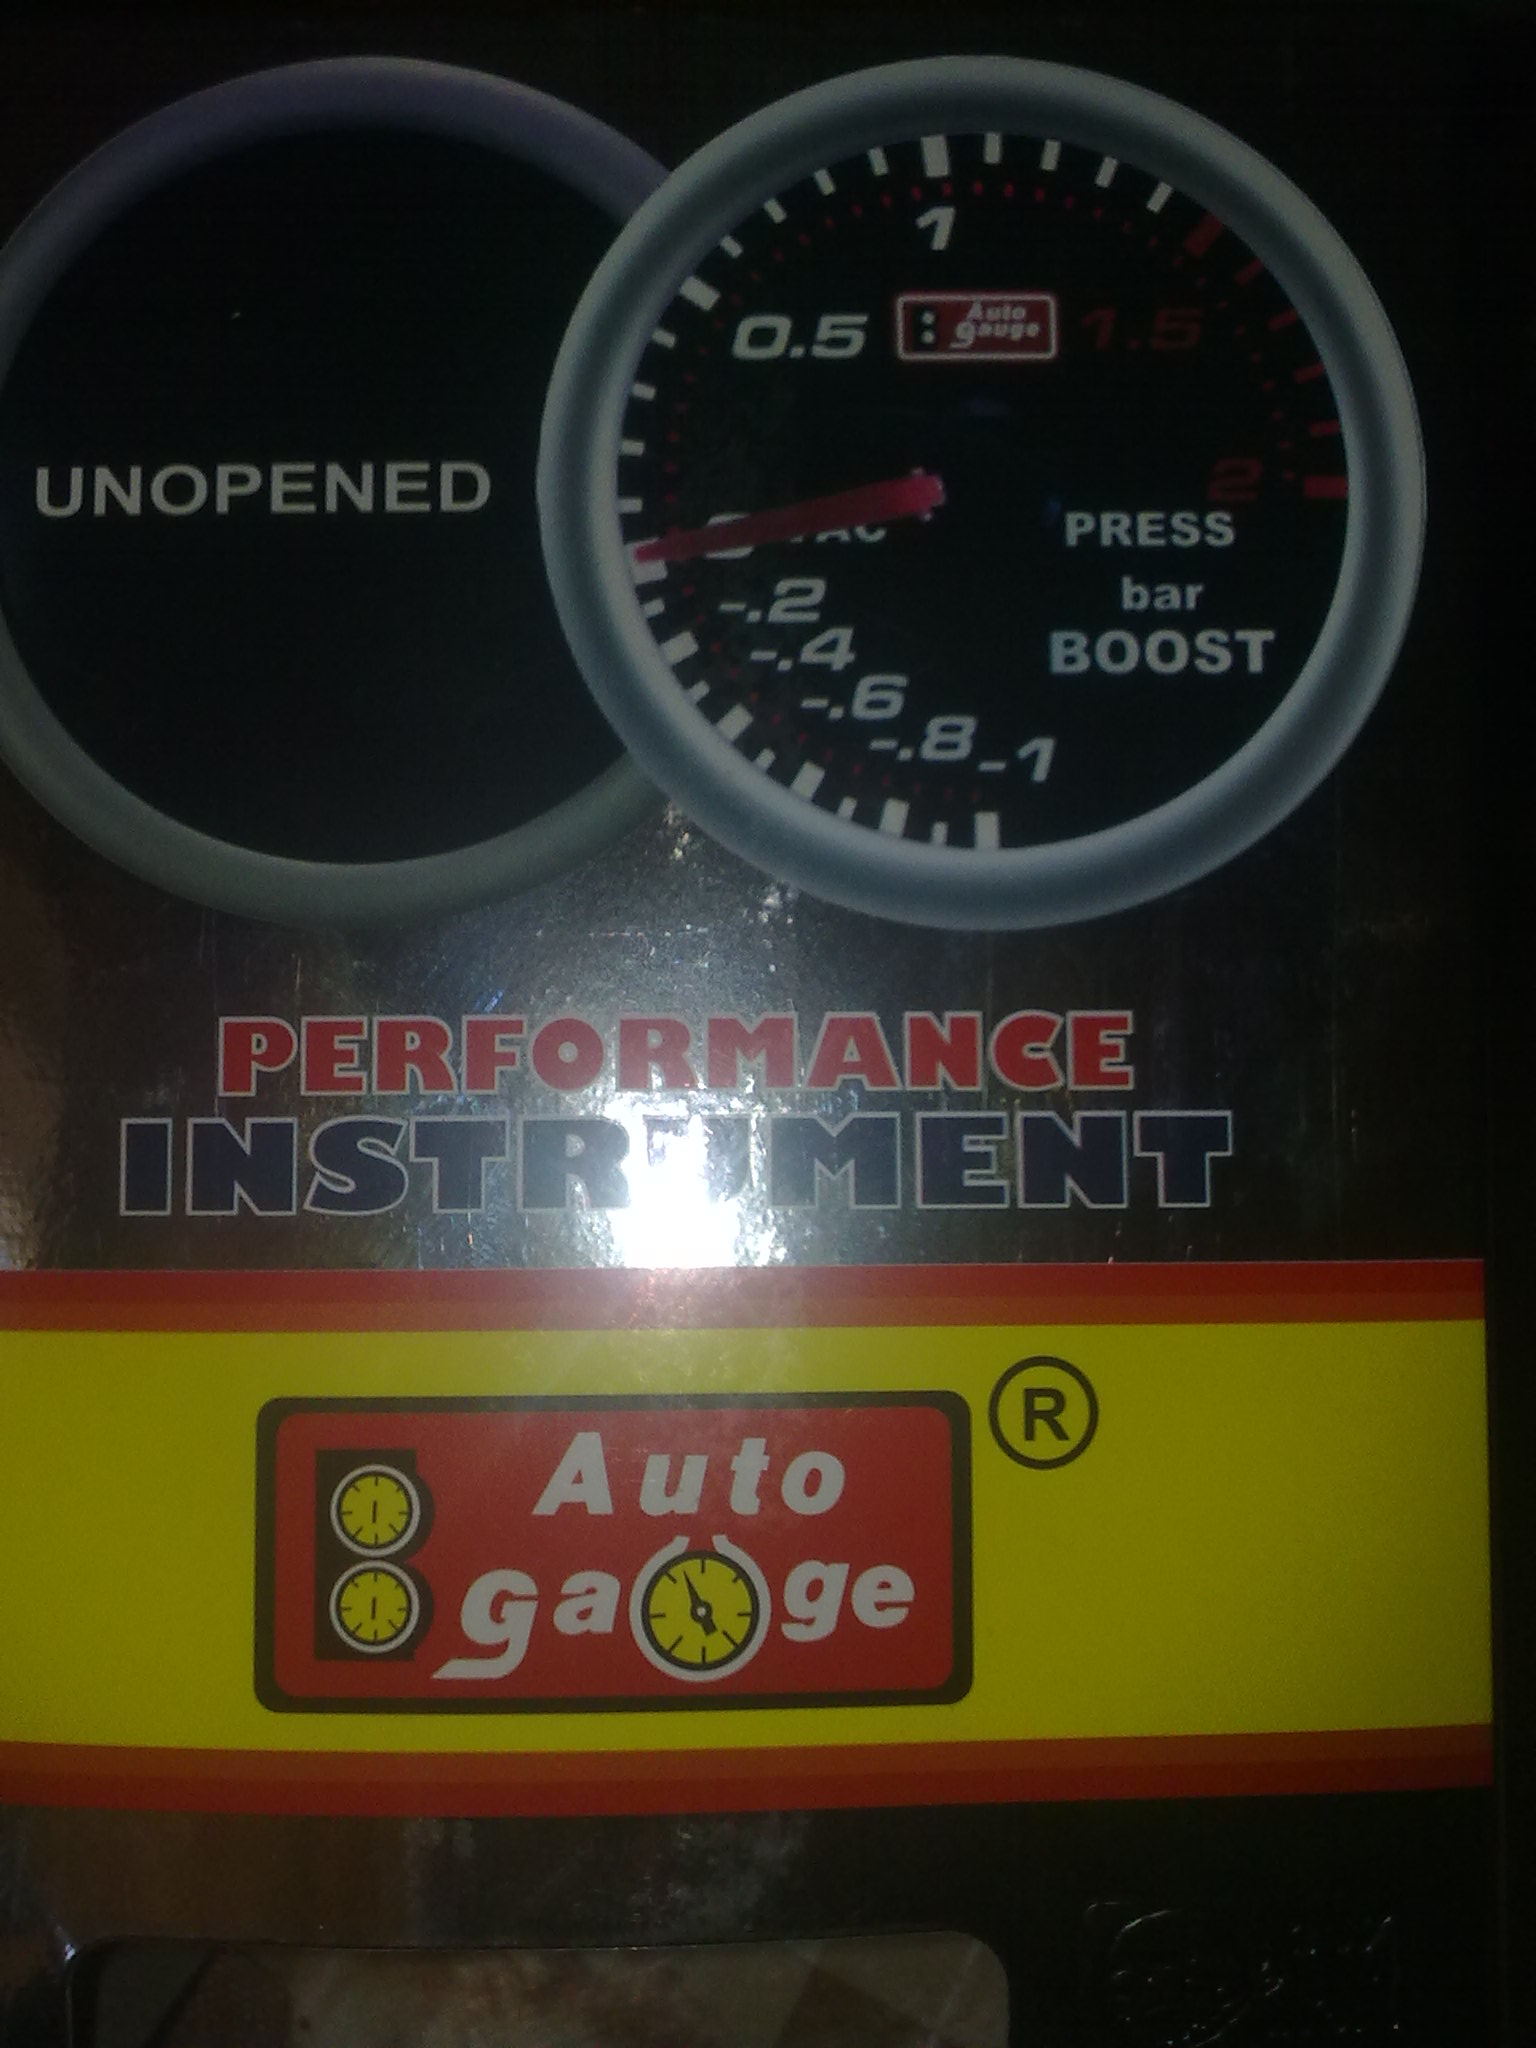 UNOPENED
1
0.5
Auto
gauge
1.5
2
0
-.2
-.4
-.6
-.8
-1
PRESS
bar
BOOST
PERFORMANCE
INSTRUMENT
Auto
gauge
®